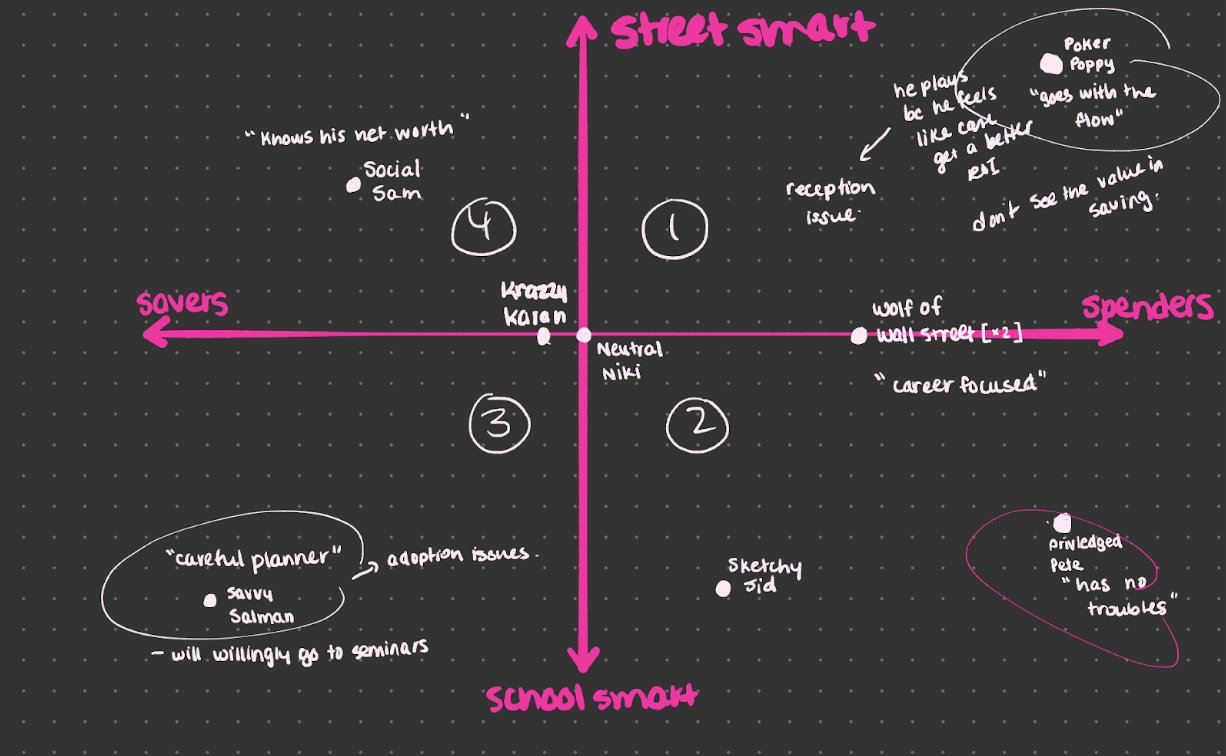 street smart
Poker
Poppy
"goes with the
flow"
he plays
bc he feels
like can
get a better
ROI
reception
issue.
don't see the value in
saving.
"Knows his net worth"
Social
Sam
4
1
savers
spenders
Krazzy
Karan
Neutral
Niki
Wolf of
Wall Street [x2]
"career focused"
3
2
"careful planner"
Savvy
Salman
adoption issues.
- will willingly go to seminars
Sketchy
Sid
Priviledged
Pete
"has no
troubles"
school smart